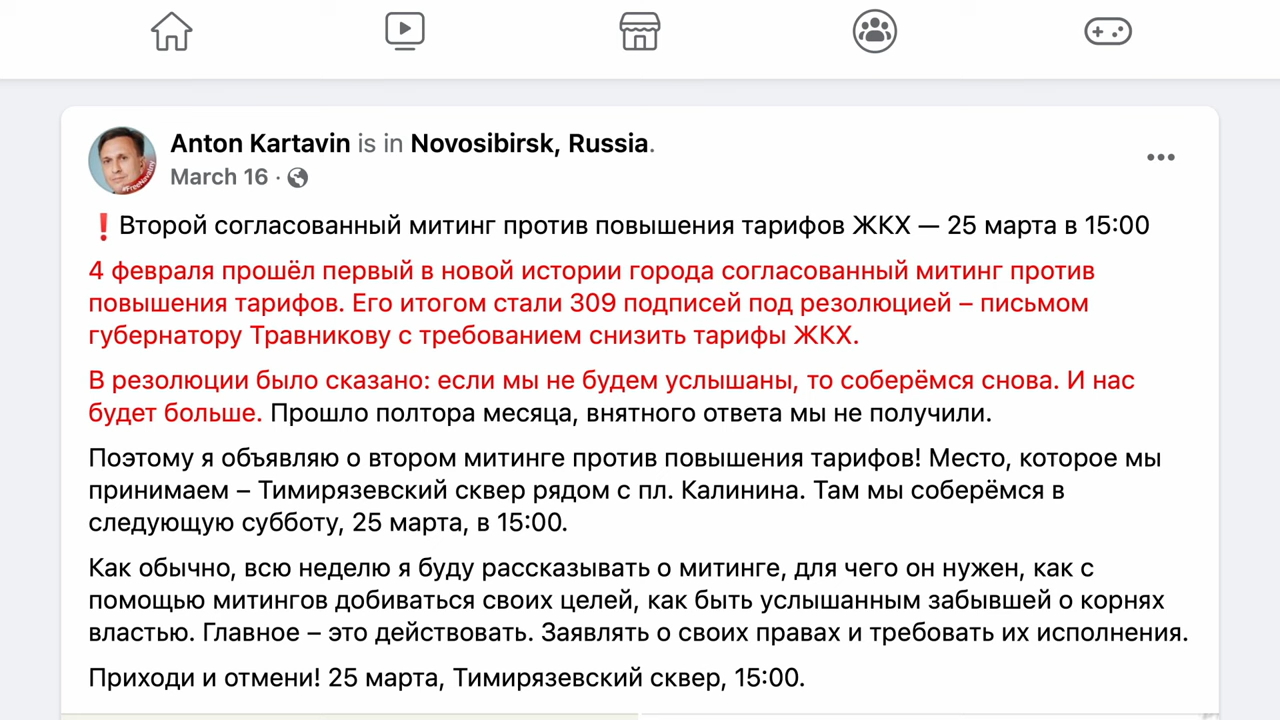 Anton Kartavin is in Novosibirsk, Russia.
March 16 ·
#FreeNavalny
❗Второй согласованный митинг против повышения тарифов ЖКХ — 25 марта в 15:00
4 февраля прошёл первый в новой истории города согласованный митинг против
повышения тарифов. Его итогом стали 309 подписей под резолюцией – письмом
губернатору Травникову с требованием снизить тарифы ЖКХ.
В резолюции было сказано: если мы не будем услышаны, то соберёмся снова. И нас
будет больше. Прошло полтора месяца, внятного ответа мы не получили.
Поэтому я объявляю о втором митинге против повышения тарифов! Место, которое мы
принимаем – Тимирязевский сквер рядом с пл. Калинина. Там мы соберёмся в
следующую субботу, 25 марта, в 15:00.
Как обычно, всю неделю я буду рассказывать о митинге, для чего он нужен, как с
помощью митингов добиваться своих целей, как быть услышанным забывшей о корнях
властью. Главное – это действовать. Заявлять о своих правах и требовать их исполнения.
Приходи и отмени! 25 марта, Тимирязевский сквер, 15:00.